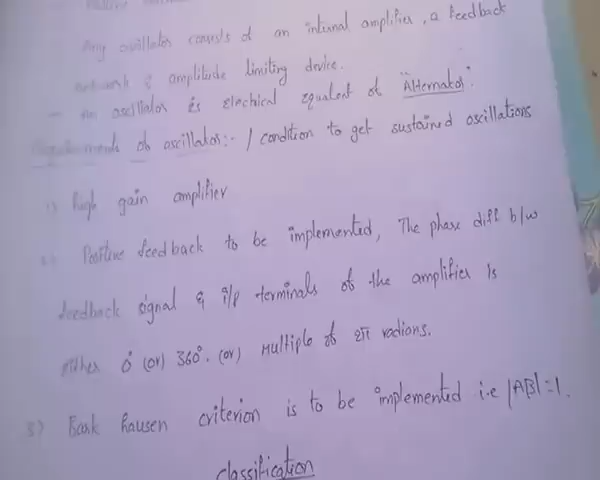 Any oscillator consists of an internal amplifier, a feedback
network & amplitude limiting device.
- An oscillator is electrical equalent of "Alternator".
Requirements of oscillator:- / condition to get sustained oscillations
1) high gain amplifier
2) Positive feedback to be implemented, The phase diff b/w
feedback signal & i/p terminals of the amplifier is
either 0° (or) 360°. (or) multiple of 2π radions.
3) Bark hausen criterion is to be implemented i.e |AB|=1.
classification